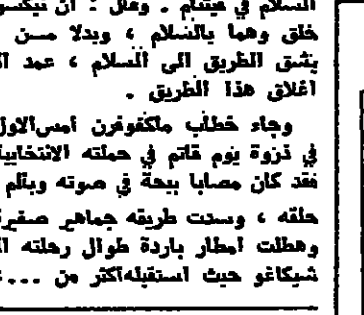 السلام في فيتنام . وقال : ان نيكسو
خلق وهما بالسلام ، وبدلا مسن
يشق الطريق الى السلام ، عمد ا
اغلاق هذا الطريق .
وجاء خطاب ماكغوفرن امس الاول
في ذروة يوم قاتم في حملته الانتخابية
فقد كان مصابا ببحة في صوته وبألم
حلقه ، وسدت طريقه جماهير صغيرة
وهطلت امطار باردة طوال رحلته ا
شيكاغو حيث استقبله اكثر من ...